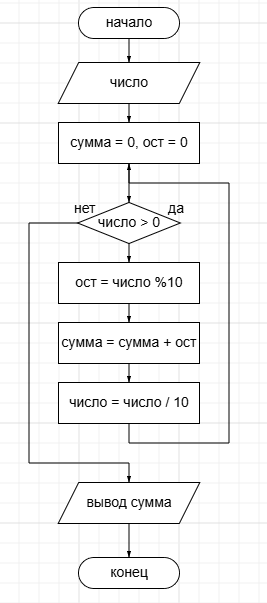 начало
число
сумма = 0, ост = 0
нет
да
число > 0
ост = число %10
сумма = сумма + ост
число = число / 10
вывод сумма
конец